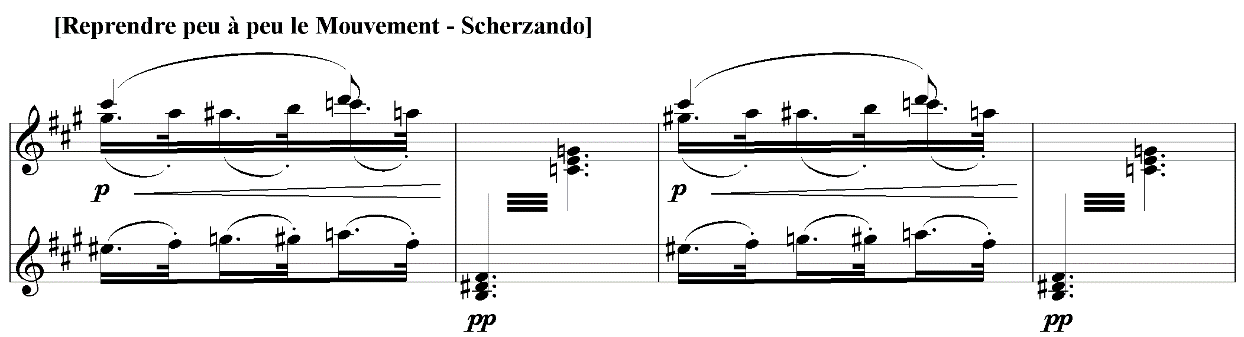 [Reprendre peu à peu le Mouvement - Scherzando]
p p
pp pp